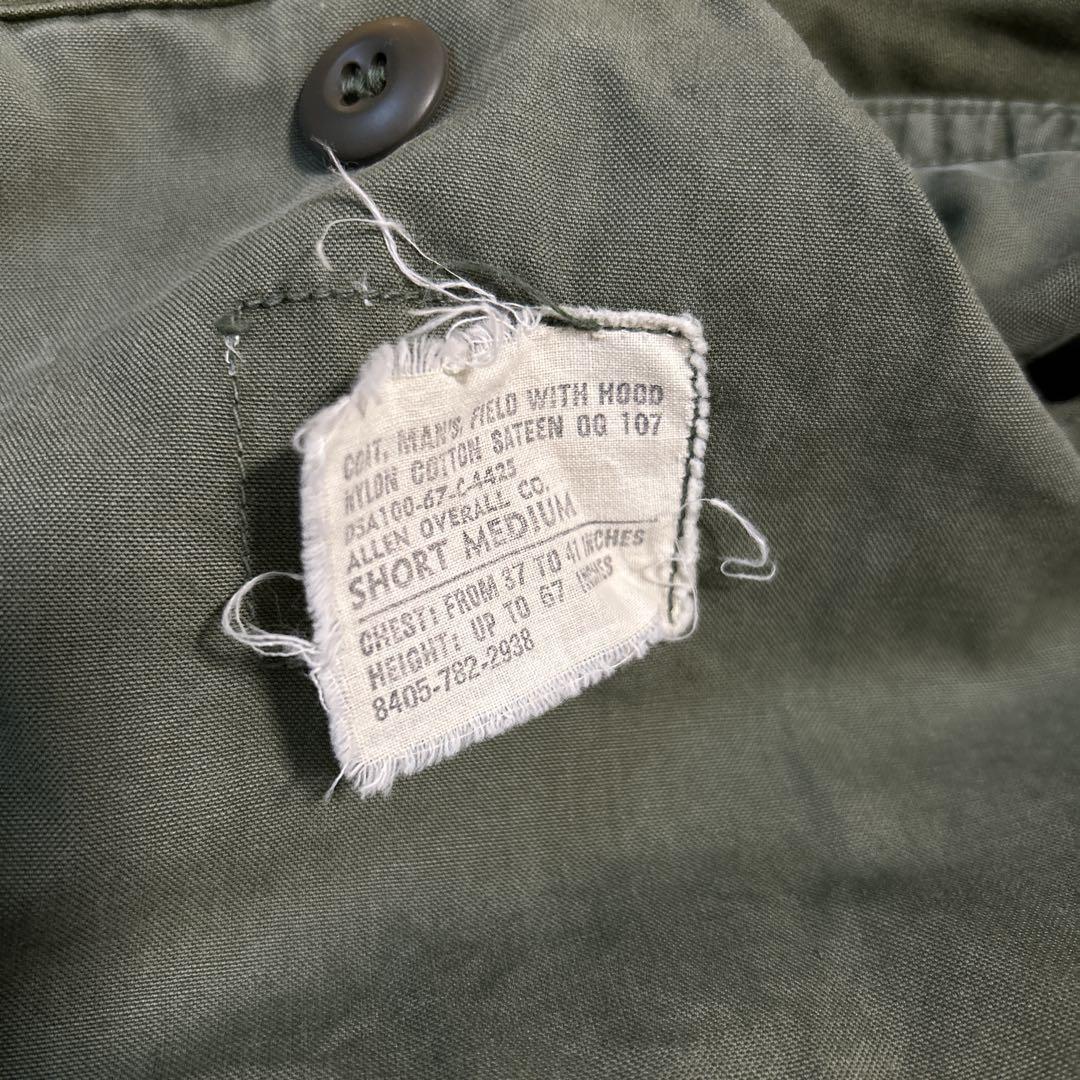 COAT, MAN'S, FIELD WITH HOOD
NYLON COTTON SATEEN OG 107
DSA100-67-C-4425
ALLEN OVERALL CO.
SHORT MEDIUM
CHEST: FROM 37 TO 41 INCHES
HEIGHT: UP TO 67 INCHES
8405-782-2938